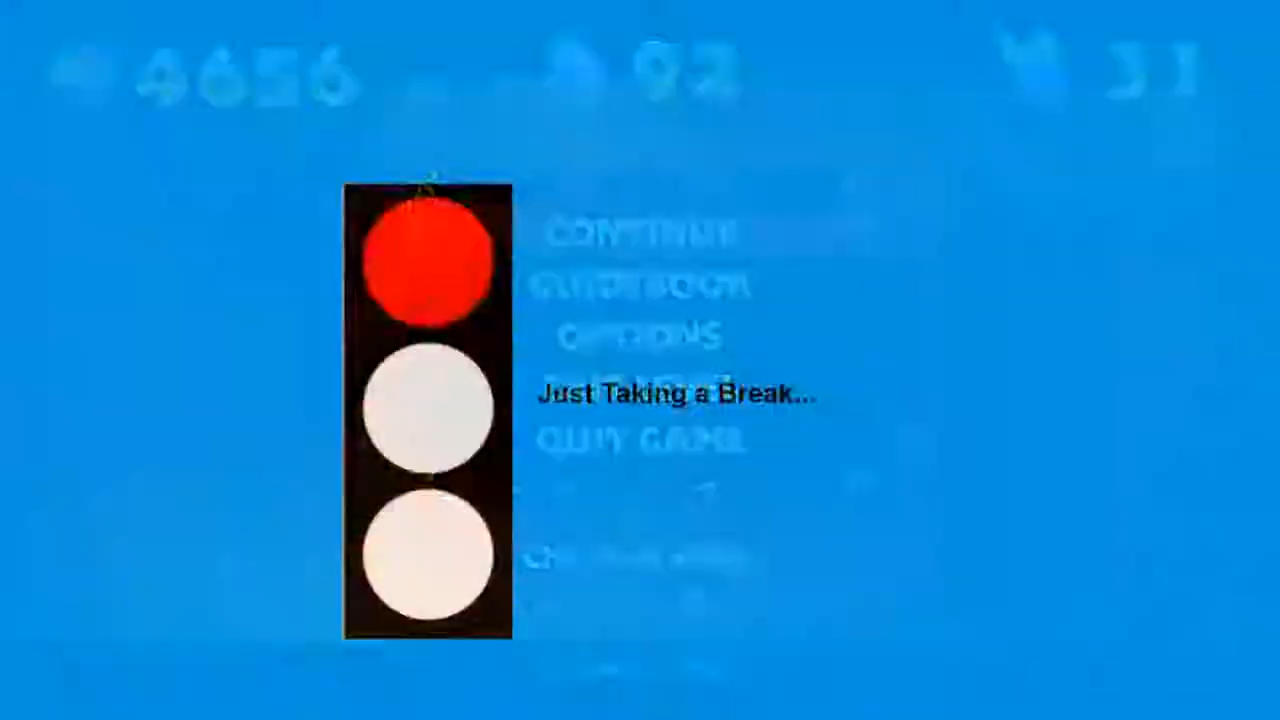 4656 92 31
CONTINUE
GUIDEBOOK
OPTIONS
Just Taking a Break...
QUIT GAME